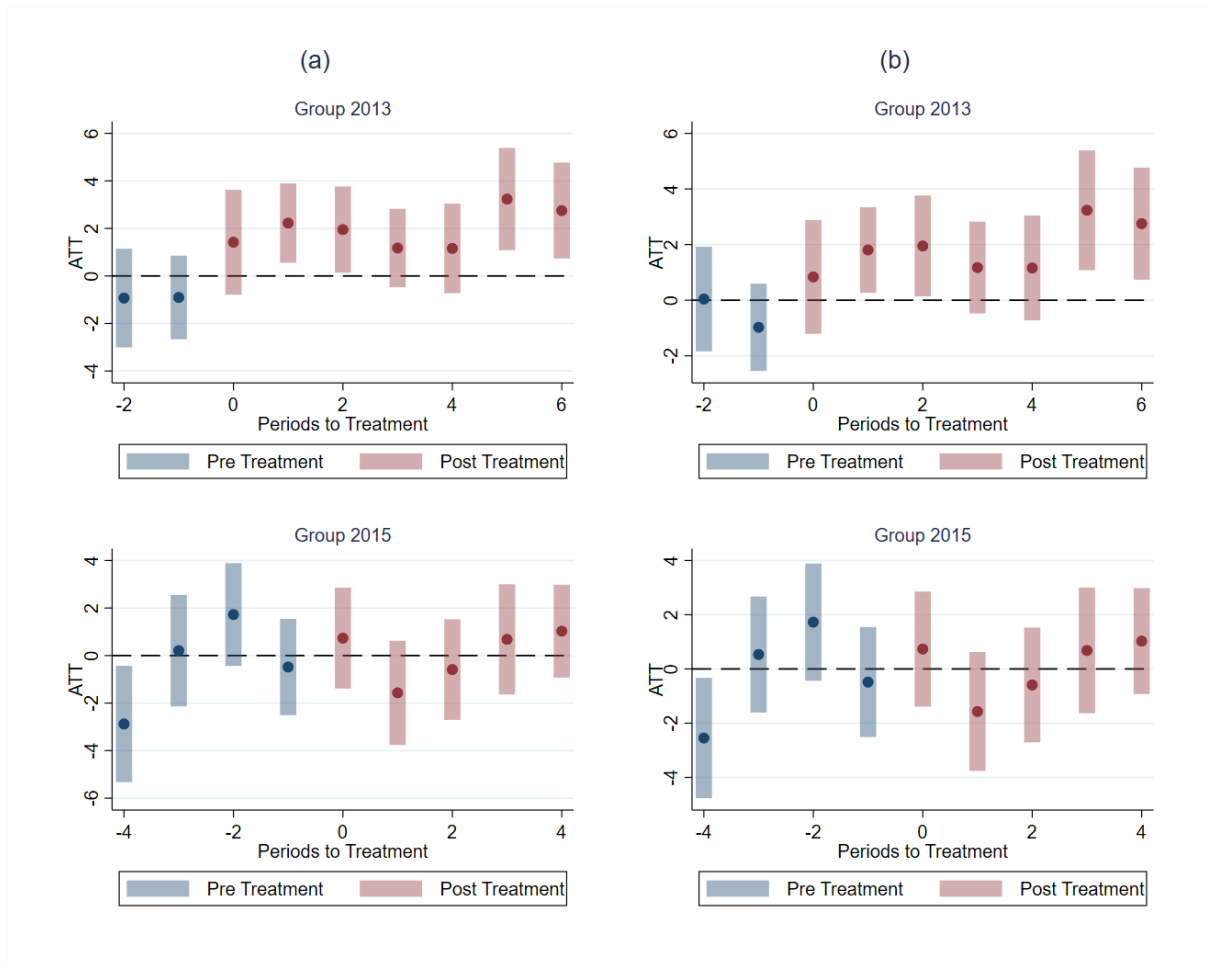 (a)
Group 2013
ATT
6
4
2
0
-2
-4
-2 0 2 4 6
Periods to Treatment
Pre Treatment Post Treatment
Group 2015
ATT
4
2
0
-2
-4
-6
-4 -2 0 2 4
Periods to Treatment
Pre Treatment Post Treatment
(b)
Group 2013
ATT
6
4
2
0
-2
-2 0 2 4 6
Periods to Treatment
Pre Treatment Post Treatment
Group 2015
ATT
4
2
0
-2
-4
-4 -2 0 2 4
Periods to Treatment
Pre Treatment Post Treatment